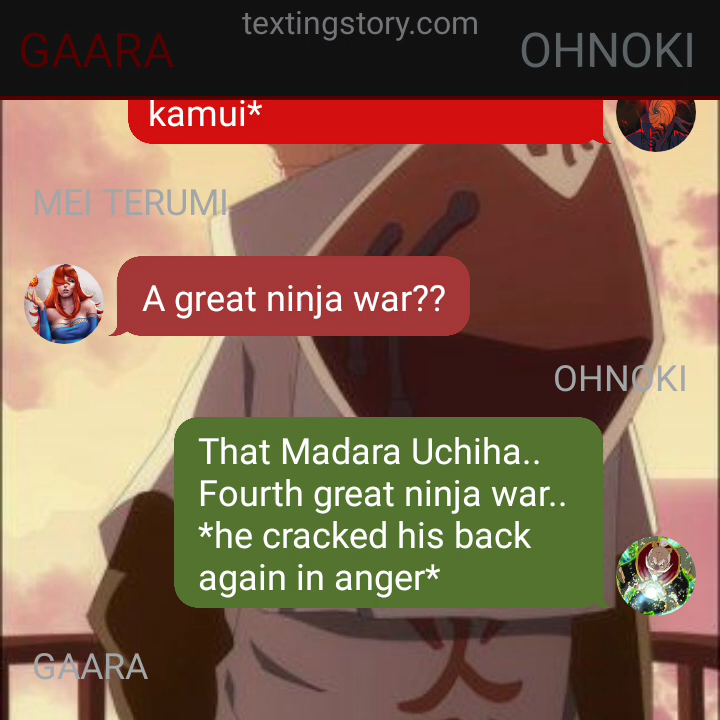 textingstory.com
GAARA
OHNOKI
kamui*
MEI TERUMI
A great ninja war??
OHNOKI
That Madara Uchiha..
Fourth great ninja war..
*he cracked his back
again in anger*
GAARA
火